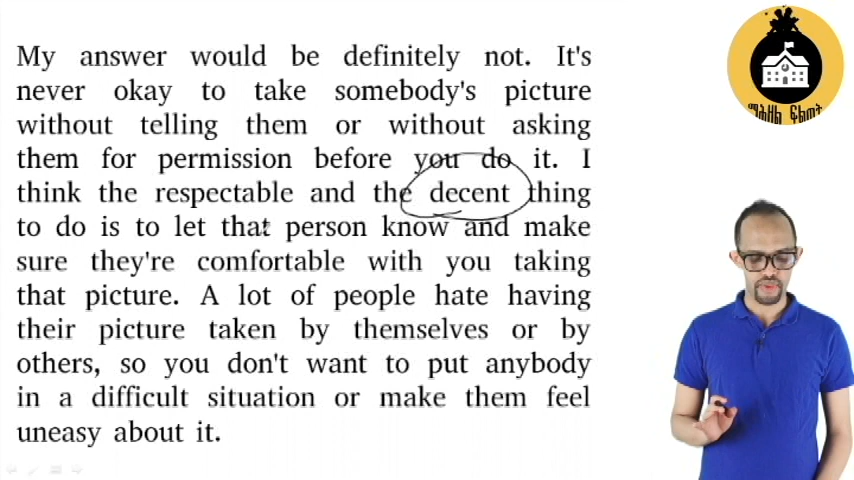 My answer would be definitely not. It's
never okay to take somebody's picture
without telling them or without asking
them for permission before you do it. I
think the respectable and the decent thing
to do is to let that person know and make
sure they're comfortable with you taking
that picture. A lot of people hate having
their picture taken by themselves or by
others, so you don't want to put anybody
in a difficult situation or make them feel
uneasy about it.
ማሕዘል ፍልጠት